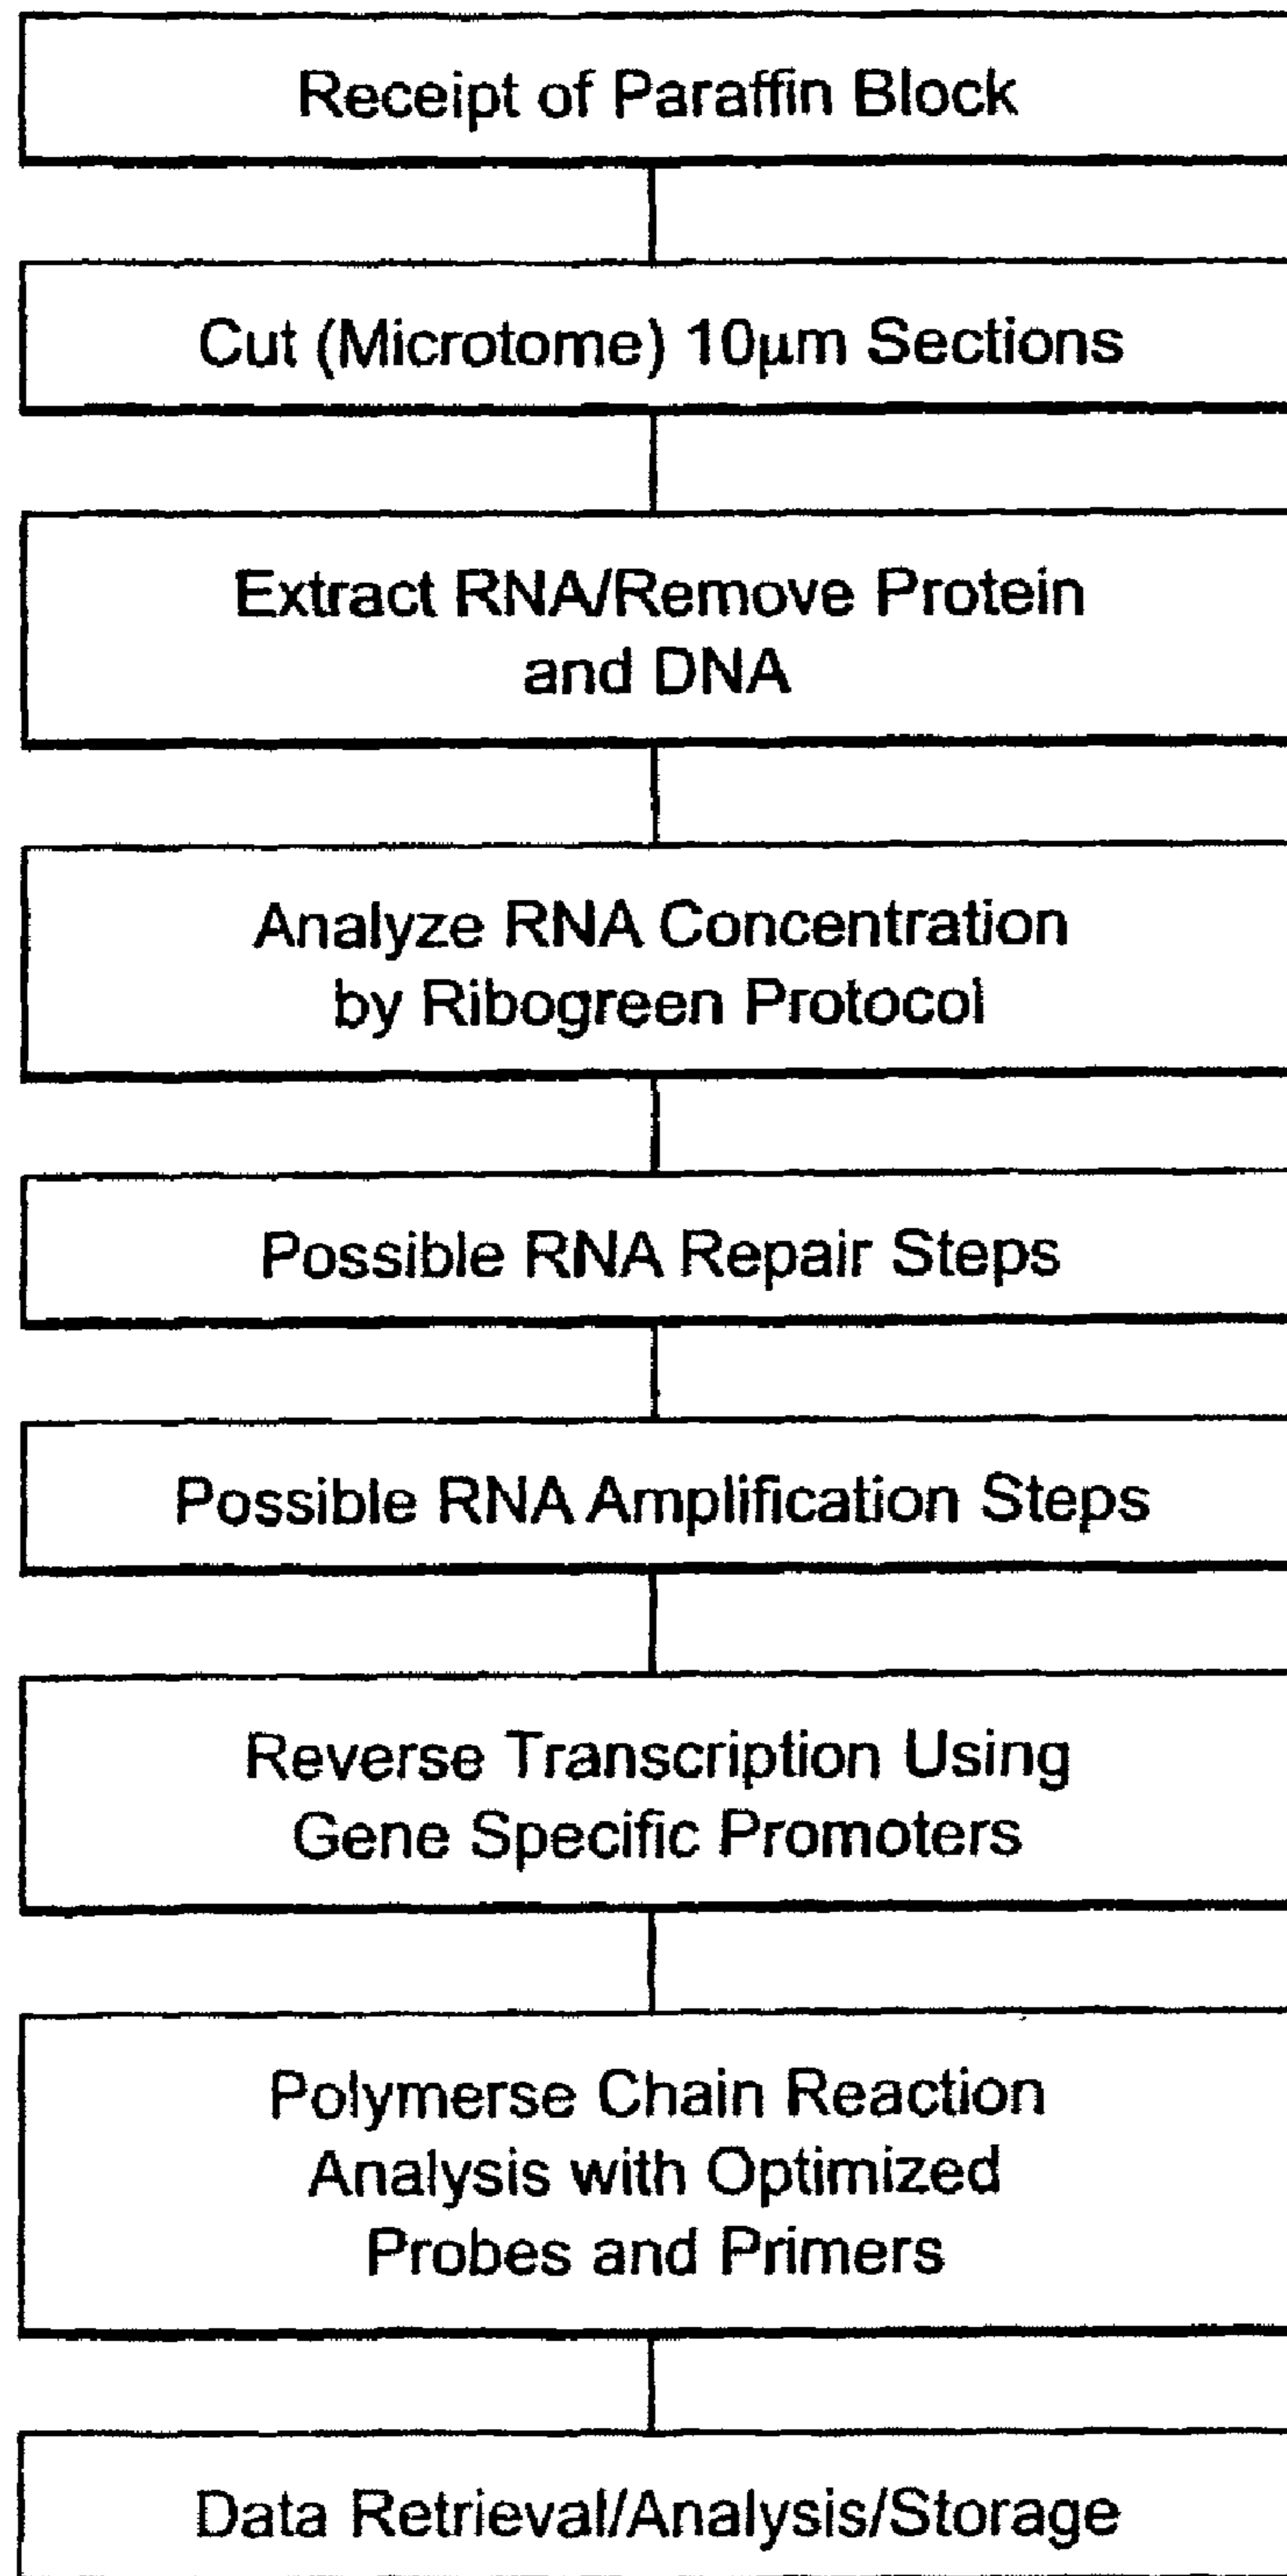 Receipt of Paraffin Block
Cut (Microtome) 10μm Sections
Extract RNA/Remove Protein
and DNA
Analyze RNA Concentration
by Ribogreen Protocol
Possible RNA Repair Steps
Possible RNA Amplification Steps
Reverse Transcription Using
Gene Specific Promoters
Polymerse Chain Reaction
Analysis with Optimized
Probes and Primers
Data Retrieval/Analysis/Storage